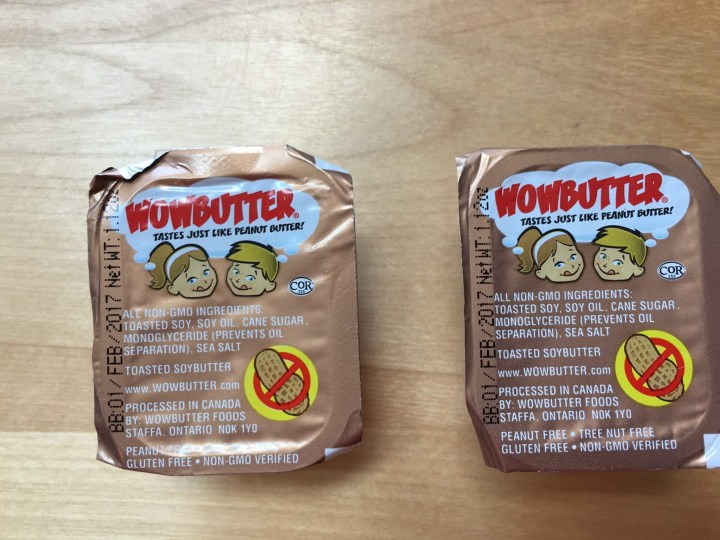 WOWBUTTER®
TASTES JUST LIKE PEANUT BUTTER!
COR
ALL NON-GMO INGREDIENTS:
TOASTED SOY, SOY OIL, CANE SUGAR,
MONOGLYCERIDE (PREVENTS OIL
SEPARATION), SEA SALT
TOASTED SOYBUTTER
www.WOWBUTTER.com
PROCESSED IN CANADA
BY: WOWBUTTER FOODS
STAFFA, ONTARIO N0K 1Y0
PEANUT
GLUTEN FREE • NON-GMO VERIFIED
BB:01/FEB/2017 Net WT: 1.12oz
WOWBUTTER®
TASTES JUST LIKE PEANUT BUTTER!
COR
ALL NON-GMO INGREDIENTS:
TOASTED SOY, SOY OIL, CANE SUGAR,
MONOGLYCERIDE (PREVENTS OIL
SEPARATION), SEA SALT
TOASTED SOYBUTTER
www.WOWBUTTER.com
PROCESSED IN CANADA
BY: WOWBUTTER FOODS
STAFFA, ONTARIO N0K 1Y0
PEANUT FREE • TREE NUT FREE
GLUTEN FREE • NON-GMO VERIFIED
BB:01/FEB/2017 Net WT: 1.12oz